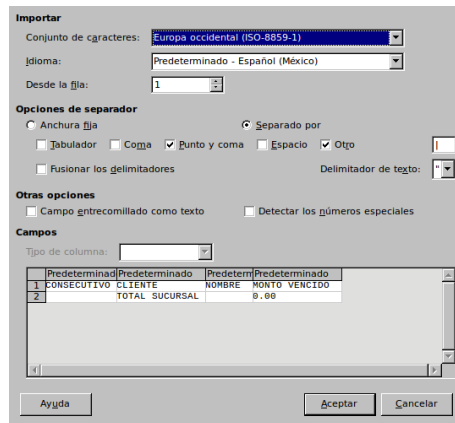 Importar
Conjunto de caracteres: Europa occidental (ISO-8859-1)
Idioma: Predeterminado - Español (México)
Desde la fila: 1
Opciones de separador
Anchura fija Separado por
Tabulador Coma Punto y coma Espacio Otro |
Fusionar los delimitadores Delimitador de texto: "
Otras opciones
Campo entrecomillado como texto Detectar los números especiales
Campos
Tipo de columna:
Predeterminad Predeterminado Predeterm Predeterminado
1 CONSECUTIVO CLIENTE NOMBRE MONTO VENCIDO
2 TOTAL SUCURSAL 0.00
Ayuda Aceptar Cancelar